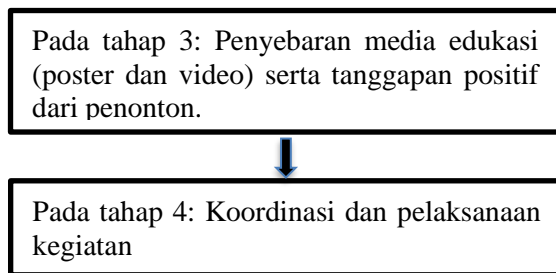 Pada tahap 3: Penyebaran media edukasi
(poster dan video) serta tanggapan positif
dari penonton.
Pada tahap 4: Koordinasi dan pelaksanaan
kegiatan